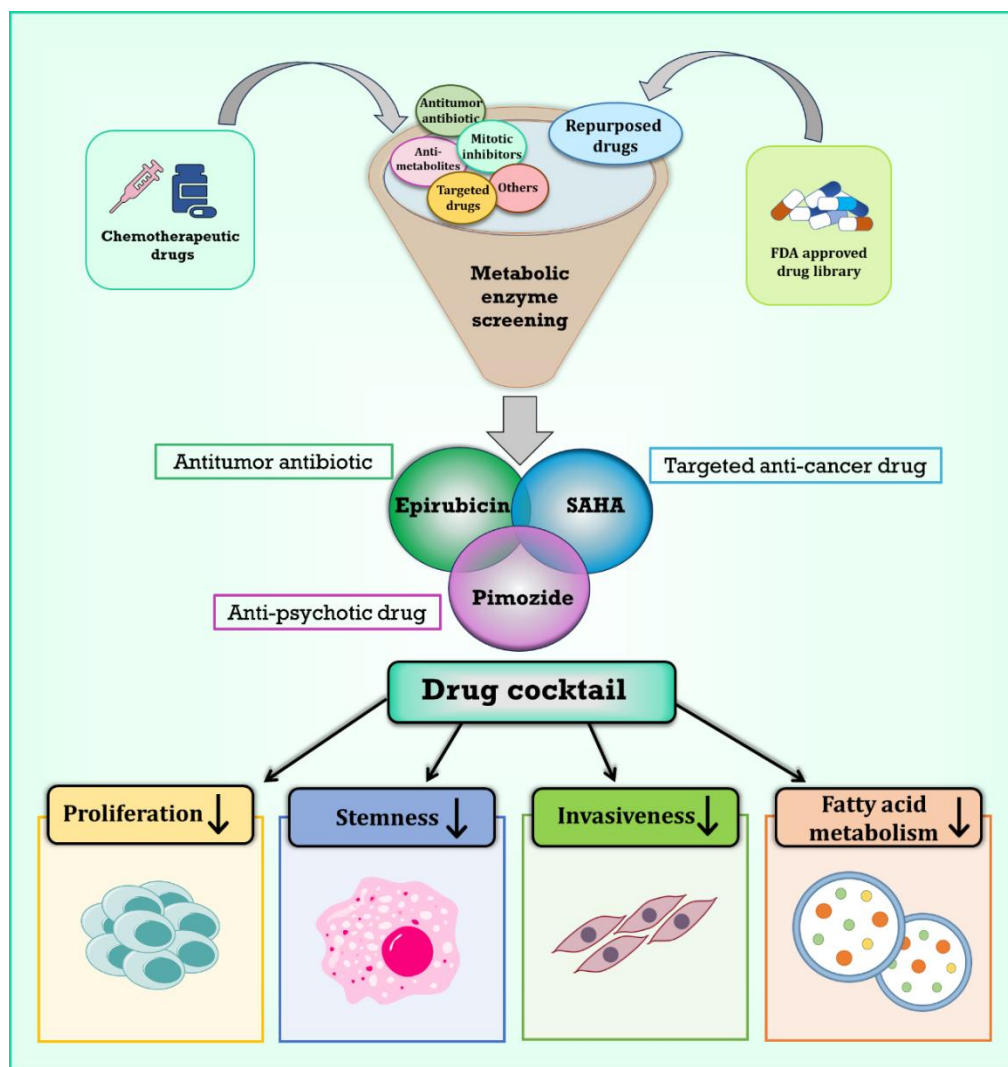 Antitumor
antibiotic
Mitotic
inhibitors
Anti-
metabolites
Targeted
drugs
Others
Repurposed
drugs
Chemotherapeutic
drugs
FDA approved
drug library
Metabolic
enzyme
screening
Antitumor antibiotic
Targeted anti-cancer drug
Epirubicin
SAHA
Pimozide
Anti-psychotic drug
Drug cocktail
Proliferation
Stemness
Invasiveness
Fatty acid
metabolism